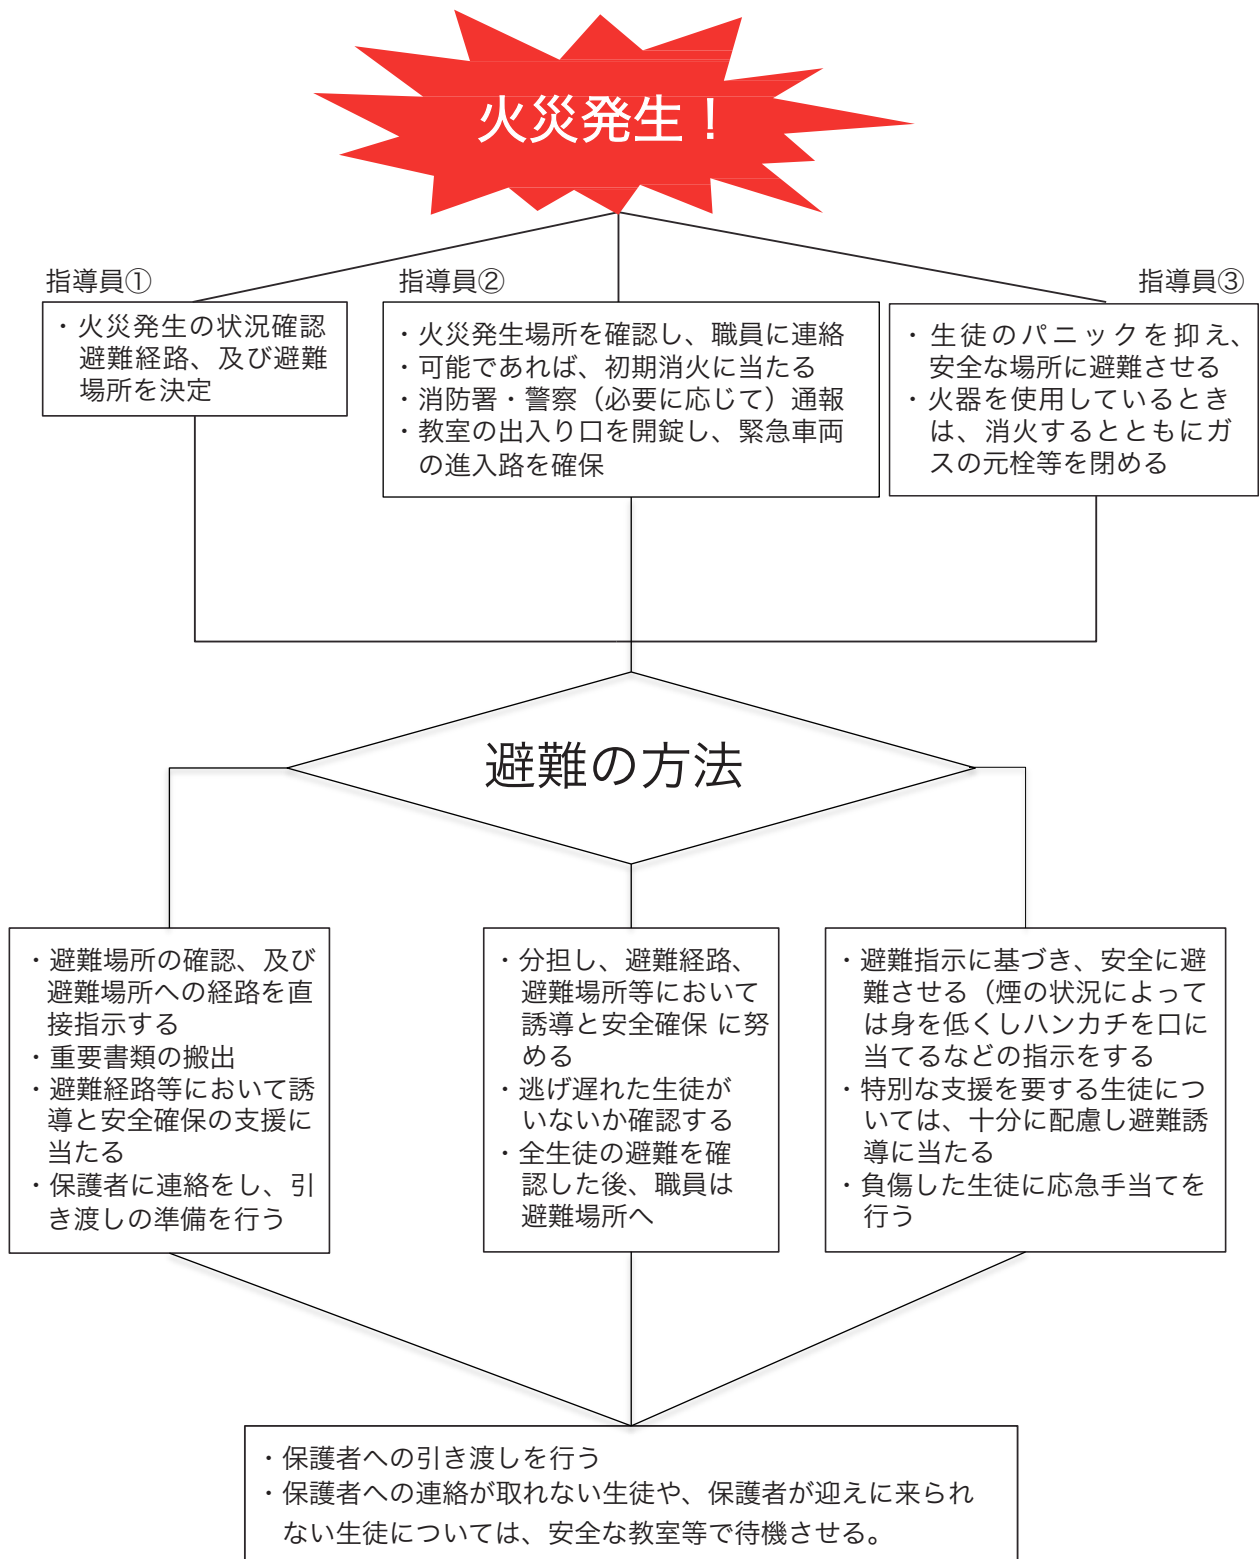 火災発生！
指導員①
・火災発生の状況確認
避難経路、及び避難
場所を決定
指導員②
・火災発生場所を確認し、職員に連絡
・可能であれば、初期消火に当たる
・消防署・警察（必要に応じて）通報
・教室の出入り口を開錠し、緊急車両
の進入路を確保
指導員③
・生徒のパニックを抑え、
安全な場所に避難させる
・火器を使用しているとき
は、消火するとともにガ
スの元栓等を閉める
避難の方法
・避難場所の確認、及び
避難場所への経路を直
接指示する
・重要書類の搬出
・避難経路等において誘
導と安全確保の支援に
当たる
・保護者に連絡をし、引
き渡しの準備を行う
・分担し、避難経路、
避難場所等において
誘導と安全確保 に努
める
・逃げ遅れた生徒が
いないか確認する
・全生徒の避難を確
認した後、職員は
避難場所へ
・避難指示に基づき、安全に避
難させる（煙の状況によって
は身を低くしハンカチを口に
当てるなどの指示をする
・特別な支援を要する生徒につ
いては、十分に配慮し避難誘
導に当たる
・負傷した生徒に応急手当てを
行う
・保護者への引き渡しを行う
・保護者への連絡が取れない生徒や、保護者が迎えに来られ
ない生徒については、安全な教室等で待機させる。